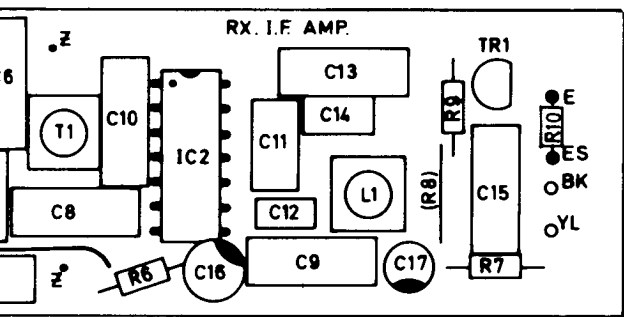 RX. I.F. AMP.
Z
TR1
6
C13
C10
C14
R9
E
T1
C11
R10
IC2
ES
L1
(R8)
C15
BK
C8
C12
YL
Z
R6
C16
C9
C17
R7